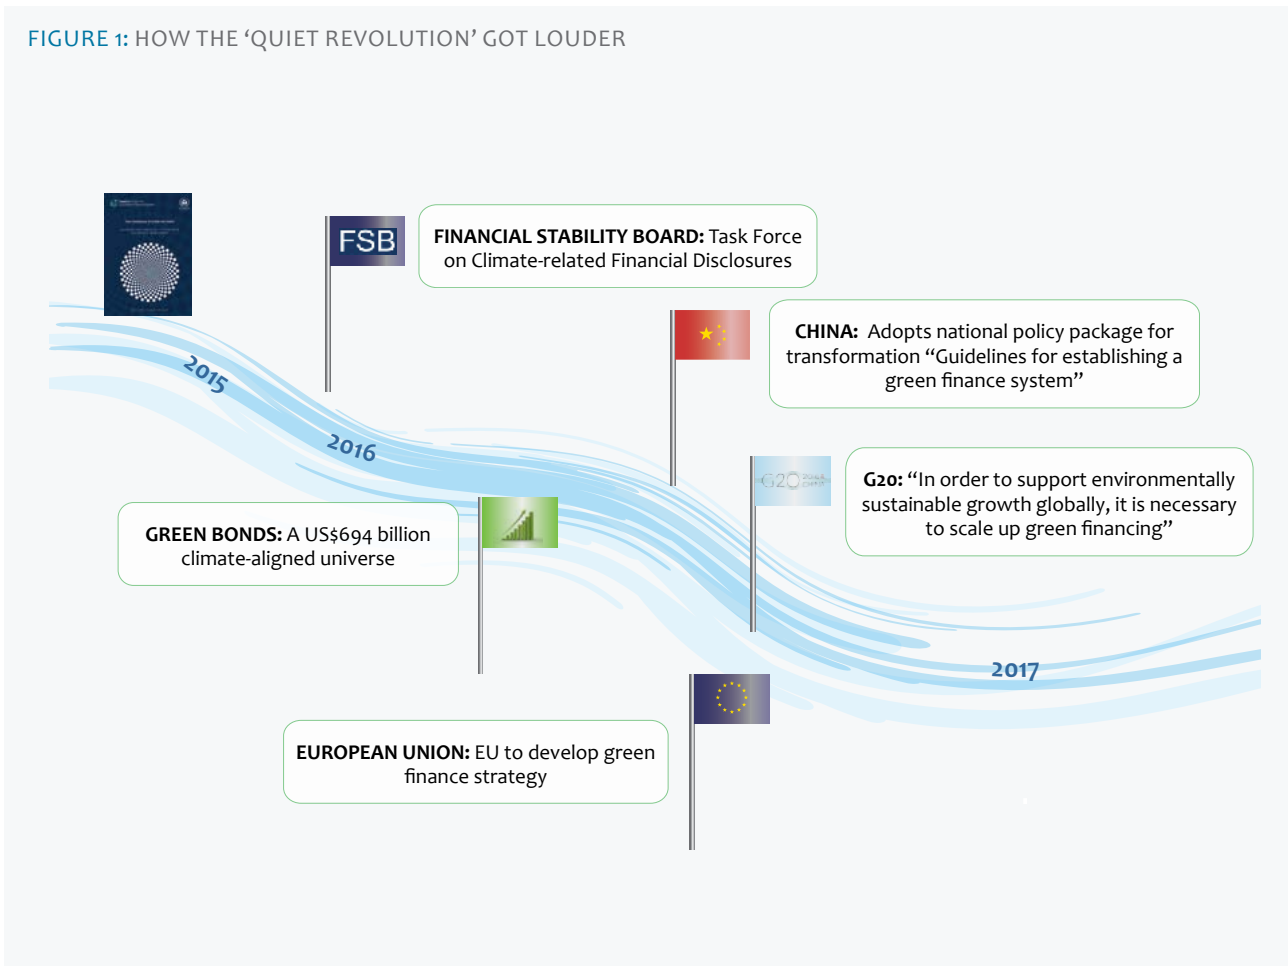 FIGURE 1: HOW THE ‘QUIET REVOLUTION’ GOT LOUDER
FSB
FINANCIAL STABILITY BOARD: Task Force
on Climate-related Financial Disclosures
CHINA: Adopts national policy package for
transformation “Guidelines for establishing a
green finance system”
2015
2016
G20
G20: “In order to support environmentally
sustainable growth globally, it is necessary
to scale up green financing”
GREEN BONDS: A US$694 billion
climate-aligned universe
2017
EUROPEAN UNION: EU to develop green
finance strategy